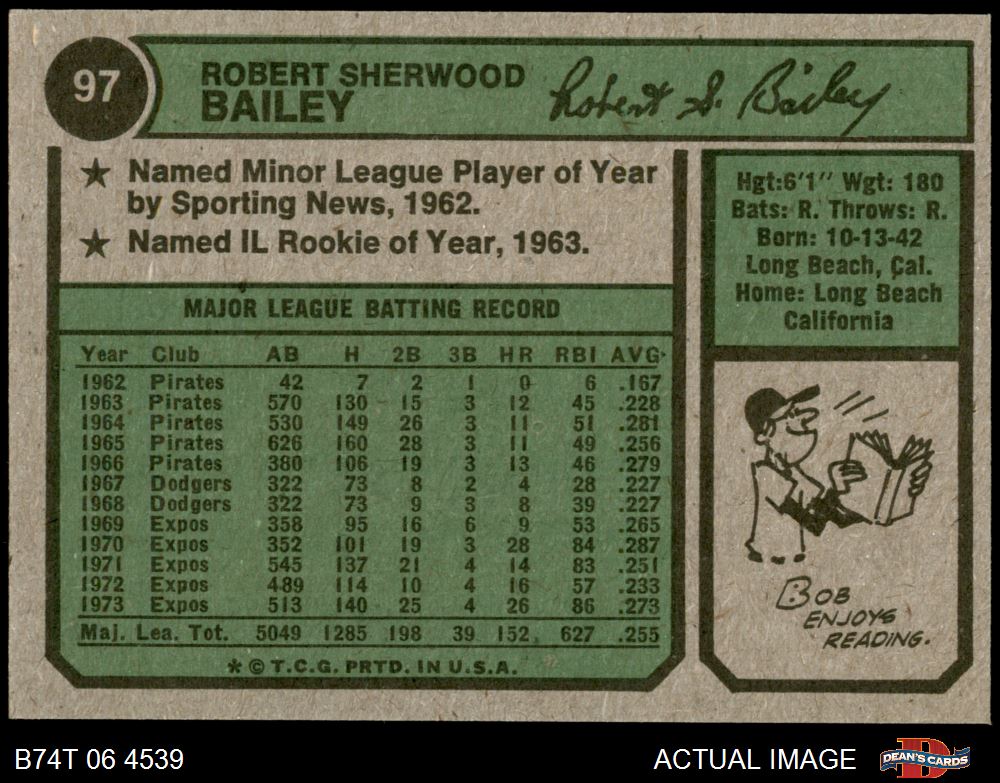 97
ROBERT SHERWOOD
BAILEY
Robert S. Bailey
★ Named Minor League Player of Year
by Sporting News, 1962.
★ Named IL Rookie of Year, 1963.
MAJOR LEAGUE BATTING RECORD
Year Club AB H 2B 3B HR RBI AVG.
1962 Pirates 42 7 2 1 0 6 .167
1963 Pirates 570 130 15 3 12 45 .228
1964 Pirates 530 149 26 3 11 51 .281
1965 Pirates 626 160 28 3 11 49 .256
1966 Pirates 380 106 19 3 13 46 .279
1967 Dodgers 322 73 8 2 4 28 .227
1968 Dodgers 322 73 9 3 8 39 .227
1969 Expos 358 95 16 6 9 53 .265
1970 Expos 352 101 19 3 28 84 .287
1971 Expos 545 137 21 4 14 83 .251
1972 Expos 489 114 10 4 16 57 .233
1973 Expos 513 140 25 4 26 86 .273
Maj. Lea. Tot. 5049 1285 198 39 152 627 .255
* © T.C.G. PRTD. IN U.S.A.
Hgt:6'1" Wgt: 180
Bats: R. Throws: R.
Born: 10-13-42
Long Beach, Cal.
Home: Long Beach
California
BOB
ENJOYS
READING.
B74T 06 4539
ACTUAL IMAGE
DEAN'S CARDS